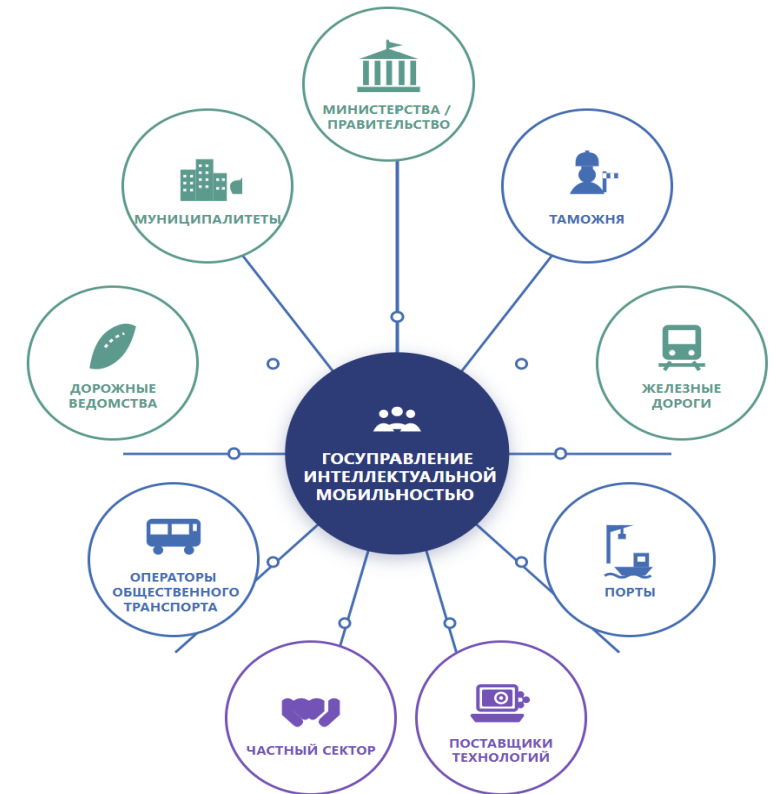 МИНИСТЕРСТВА /
ПРАВИТЕЛЬСТВО
МУНИЦИПАЛИТЕТЫ
ТАМОЖНЯ
ДОРОЖНЫЕ
ВЕДОМСТВА
ЖЕЛЕЗНЫЕ
ДОРОГИ
ГОСУПРАВЛЕНИЕ
ИНТЕЛЛЕКТУАЛЬНОЙ
МОБИЛЬНОСТЬЮ
ОПЕРАТОРЫ
ОБЩЕСТВЕННОГО
ТРАНСПОРТА
ПОРТЫ
ЧАСТНЫЙ СЕКТОР
ПОСТАВЩИКИ
ТЕХНОЛОГИЙ